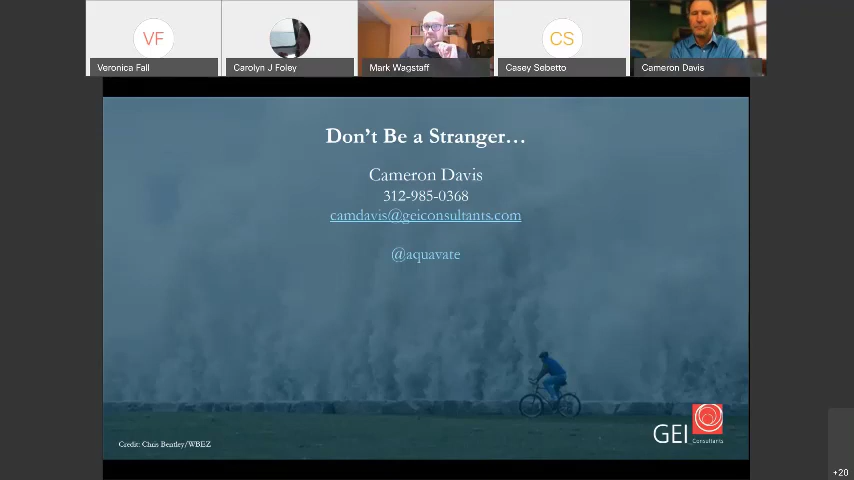 VF
CS
Veronica Fall
Carolyn J Foley
Mark Wagstaff
Casey Sebetto
Cameron Davis
Don't Be a Stranger...
Cameron Davis
312-985-0368
camdavis@geiconsultants.com
@aquavate
GEI Consultants
Credit: Chris Bentley/WBEZ
+20